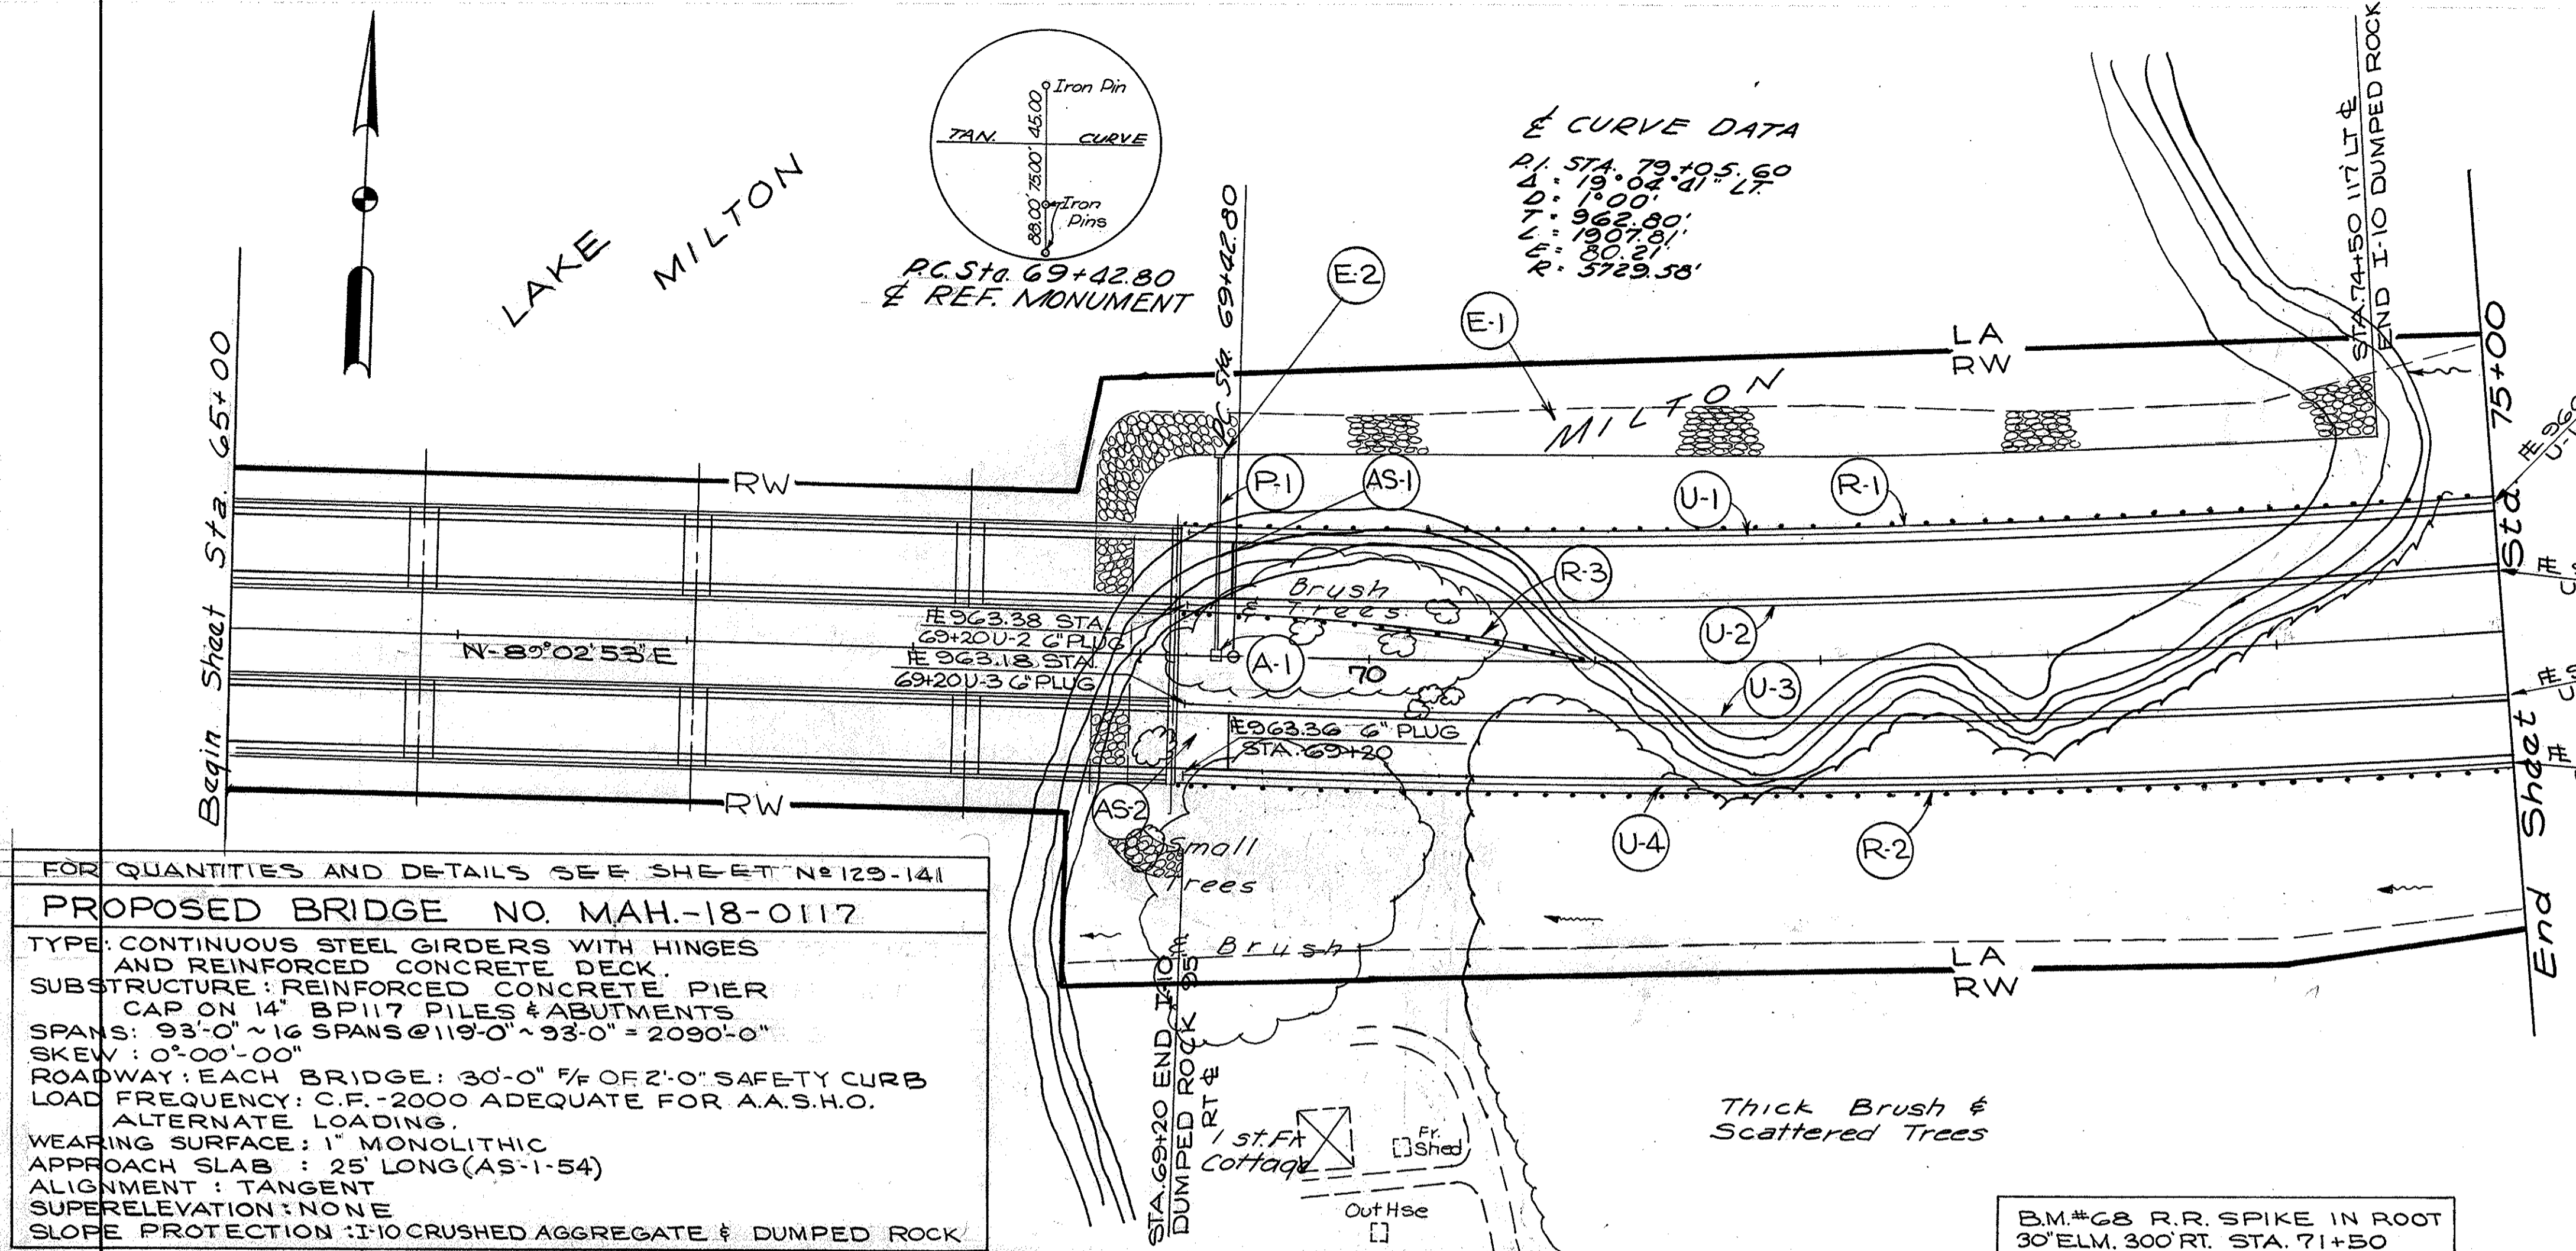 Iron Pin
45.00
TAN.
CURVE
75.00'
88.00'
Iron
Pins
P.C. Sta. 69+42.80
℄ REF. MONUMENT
LAKE MILTON
℄ CURVE DATA
P.I. STA. 79+05.60
Δ = 19°04'41" LT.
D = 1°00'
T = 962.80'
L = 1907.81'
E = 80.21'
R = 5729.58'
STA. 74+50 117' LT ℄
END I-10 DUMPED ROCK
P.C. Sta. 69+42.80
E-2
E-1
LA
RW
MILTON
75+00
Begin Sheet Sta. 65+00
RW
P-1
AS-1
U-1
R-1
Brush
& Trees
R-3
963.38 STA.
69+20 U-2 6" PLUG
N-89°02'53"E
963.18 STA.
69+20 U-3 6" PLUG
A-1
70
U-2
U-3
963.36 6" PLUG
STA. 69+20
RW
AS-2
U-4
R-2
End Sheet Sta
Small
Trees
Brush
LA
RW
STA. 69+20 END I-10
DUMPED ROCK 95'
RT ℄
1 st. Fr.
Cottage
Fr.
Shed
Out Hse
Thick Brush &
Scattered Trees
FOR QUANTITIES AND DETAILS SEE SHEET Nº 129-141
PROPOSED BRIDGE NO. MAH.-18-0117
TYPE: CONTINUOUS STEEL GIRDERS WITH HINGES
AND REINFORCED CONCRETE DECK.
SUBSTRUCTURE: REINFORCED CONCRETE PIER
CAP ON 14" BP117 PILES & ABUTMENTS
SPANS: 93'-0" ~ 16 SPANS @ 119'-0" ~ 93'-0" = 2090'-0"
SKEW: 0°-00'-00"
ROADWAY: EACH BRIDGE: 30'-0" F/F OF 2'-0" SAFETY CURB
LOAD FREQUENCY: C.F.-2000 ADEQUATE FOR A.A.S.H.O.
ALTERNATE LOADING.
WEARING SURFACE: 1" MONOLITHIC
APPROACH SLAB : 25' LONG (AS-1-54)
ALIGNMENT : TANGENT
SUPERELEVATION: NONE
SLOPE PROTECTION : I-10 CRUSHED AGGREGATE & DUMPED ROCK
B.M.#68 R.R. SPIKE IN ROOT
30" ELM. 300' RT. STA. 71+50